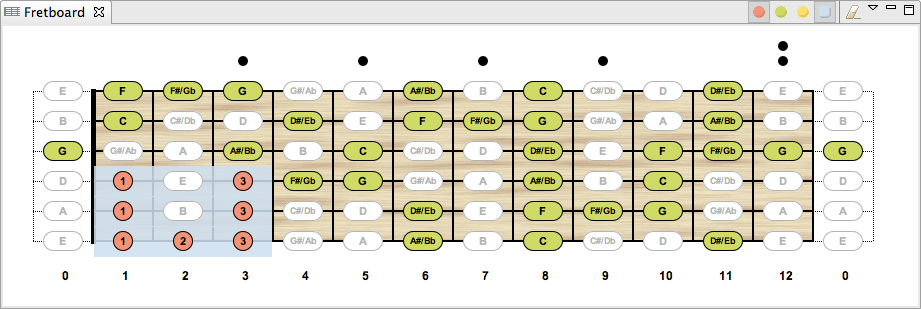 Fretboard
E F F#/Gb G G#/Ab A A#/Bb B C C#/Db D D#/Eb E E
B C C#/Db D D#/Eb E F F#/Gb G G#/Ab A A#/Bb B B
G G#/Ab A A#/Bb B C C#/Db D D#/Eb E F F#/Gb G G
D 1 E 3 F#/Gb G G#/Ab A A#/Bb B C C#/Db D D
A 1 B 3 C#/Db D D#/Eb E F F#/Gb G G#/Ab A A
E 1 2 3 G#/Ab A A#/Bb B C C#/Db D D#/Eb E E
0 1 2 3 4 5 6 7 8 9 10 11 12 0